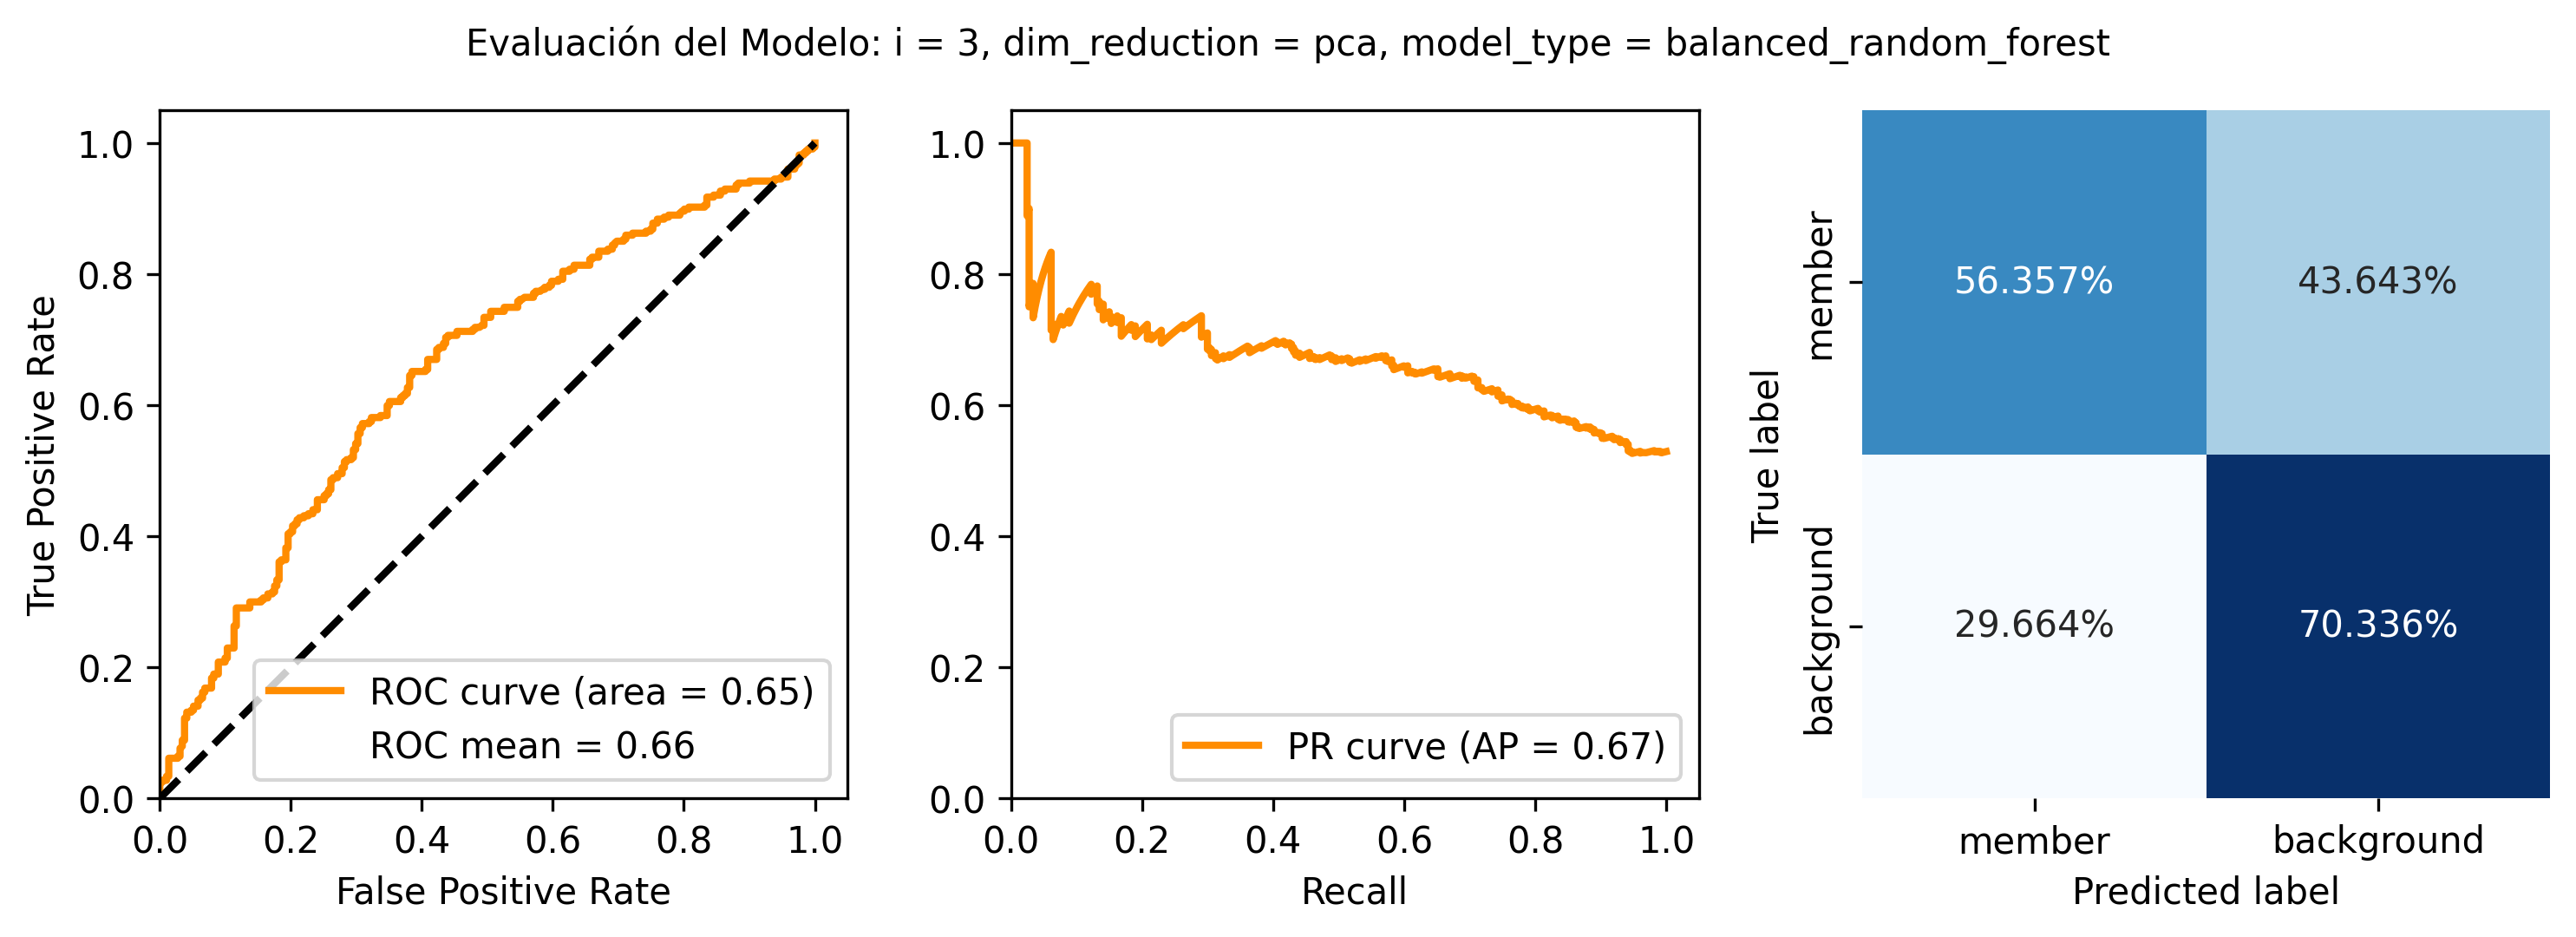 Evaluación del Modelo: i = 3, dim_reduction = pca, model_type = balanced_random_forest
True Positive Rate
1.0
0.8
0.6
0.4
0.2
0.0
0.0 0.2 0.4 0.6 0.8 1.0
False Positive Rate
ROC curve (area = 0.65)
ROC mean = 0.66
1.0
0.8
0.6
0.4
0.2
0.0
0.0 0.2 0.4 0.6 0.8 1.0
Recall
PR curve (AP = 0.67)
True label
member
background
56.357% 43.643%
29.664% 70.336%
member background
Predicted label